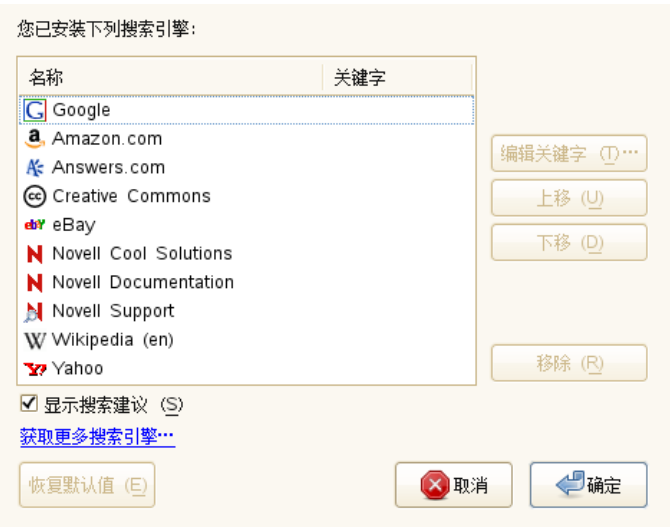 您已安装下列搜索引擎:
名称 关键字
Google
Amazon.com
Answers.com
Creative Commons
eBay
Novell Cool Solutions
Novell Documentation
Novell Support
Wikipedia (en)
Yahoo
编辑关键字 (T)…
上移 (U)
下移 (D)
移除 (R)
显示搜索建议 (S)
获取更多搜索引擎…
恢复默认值 (E)
取消
确定